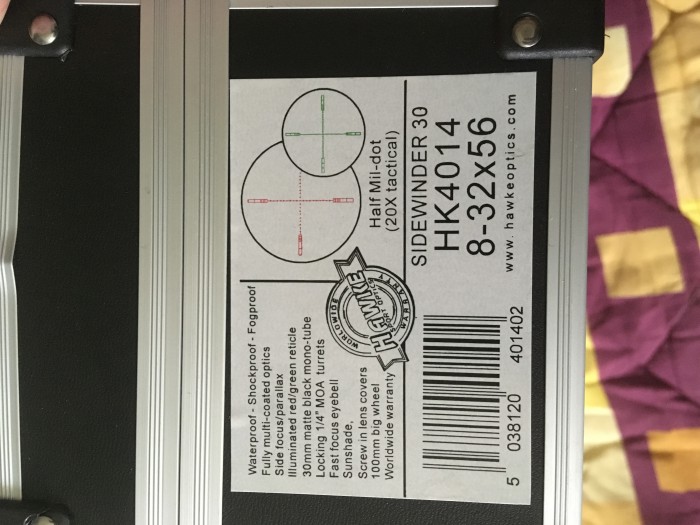 Waterproof - Shockproof - Fogproof
Fully multi-coated optics
Side focus/parallax
Illuminated red/green reticle
30mm matte black mono-tube
Locking 1/4" MOA turrets
Fast focus eyebell
Sunshade,
Screw in lens covers
100mm big wheel
Worldwide warranty
WORLDWIDE
HAWKE
SPORT OPTICS
WARRANTY
Half Mil-dot
(20X tactical)
SIDEWINDER 30
HK4014
8-32x56
www.hawkeoptics.com
5 038120 401402